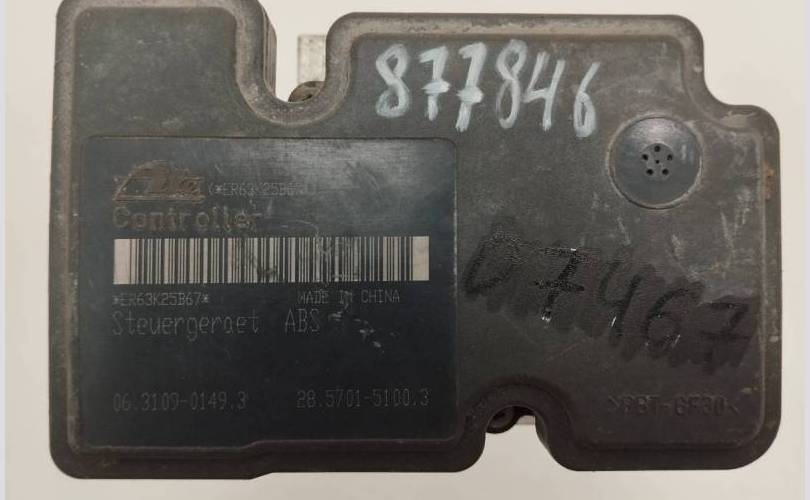 877846
Ate (*ER63K25B67*)
Controller
*ER63K25B67* MADE IN CHINA
Steuergeraet ABS
06.3109-0149.3 28.5701-5100.3
07467
>PBT-GF30<